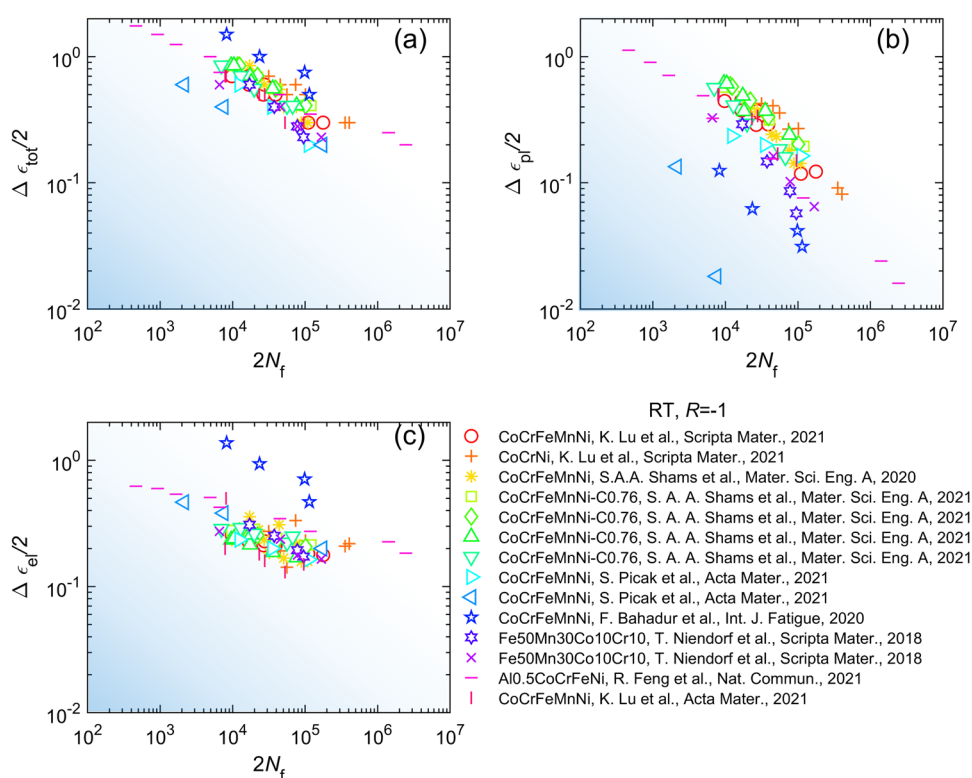 (a)
10^0
10^-1
10^-2
Δ ϵtot/2
10^2 10^3 10^4 10^5 10^6 10^7
2Nf
(b)
10^0
10^-1
10^-2
Δ ϵpl/2
10^2 10^3 10^4 10^5 10^6 10^7
2Nf
(c)
10^0
10^-1
10^-2
Δ ϵel/2
10^2 10^3 10^4 10^5 10^6 10^7
2Nf
RT, R=-1
CoCrFeMnNi, K. Lu et al., Scripta Mater., 2021
CoCrNi, K. Lu et al., Scripta Mater., 2021
CoCrFeMnNi, S.A.A. Shams et al., Mater. Sci Eng. A, 2020
CoCrFeMnNi-C0.76, S. A. A. Shams et al., Mater. Sci. Eng. A, 2021
CoCrFeMnNi-C0.76, S. A. A. Shams et al., Mater. Sci. Eng. A, 2021
CoCrFeMnNi-C0.76, S. A. A. Shams et al., Mater. Sci. Eng. A, 2021
CoCrFeMnNi-C0.76, S. A. A. Shams et al., Mater. Sci. Eng. A, 2021
CoCrFeMnNi, S. Picak et al., Acta Mater., 2021
CoCrFeMnNi, S. Picak et al., Acta Mater., 2021
CoCrFeMnNi, F. Bahadur et al., Int. J. Fatigue, 2020
Fe50Mn30Co10Cr10, T. Niendorf et al., Scripta Mater., 2018
Fe50Mn30Co10Cr10, T. Niendorf et al., Scripta Mater., 2018
Al0.5CoCrFeNi, R. Feng et al., Nat. Commun., 2021
CoCrFeMnNi, K. Lu et al., Acta Mater., 2021